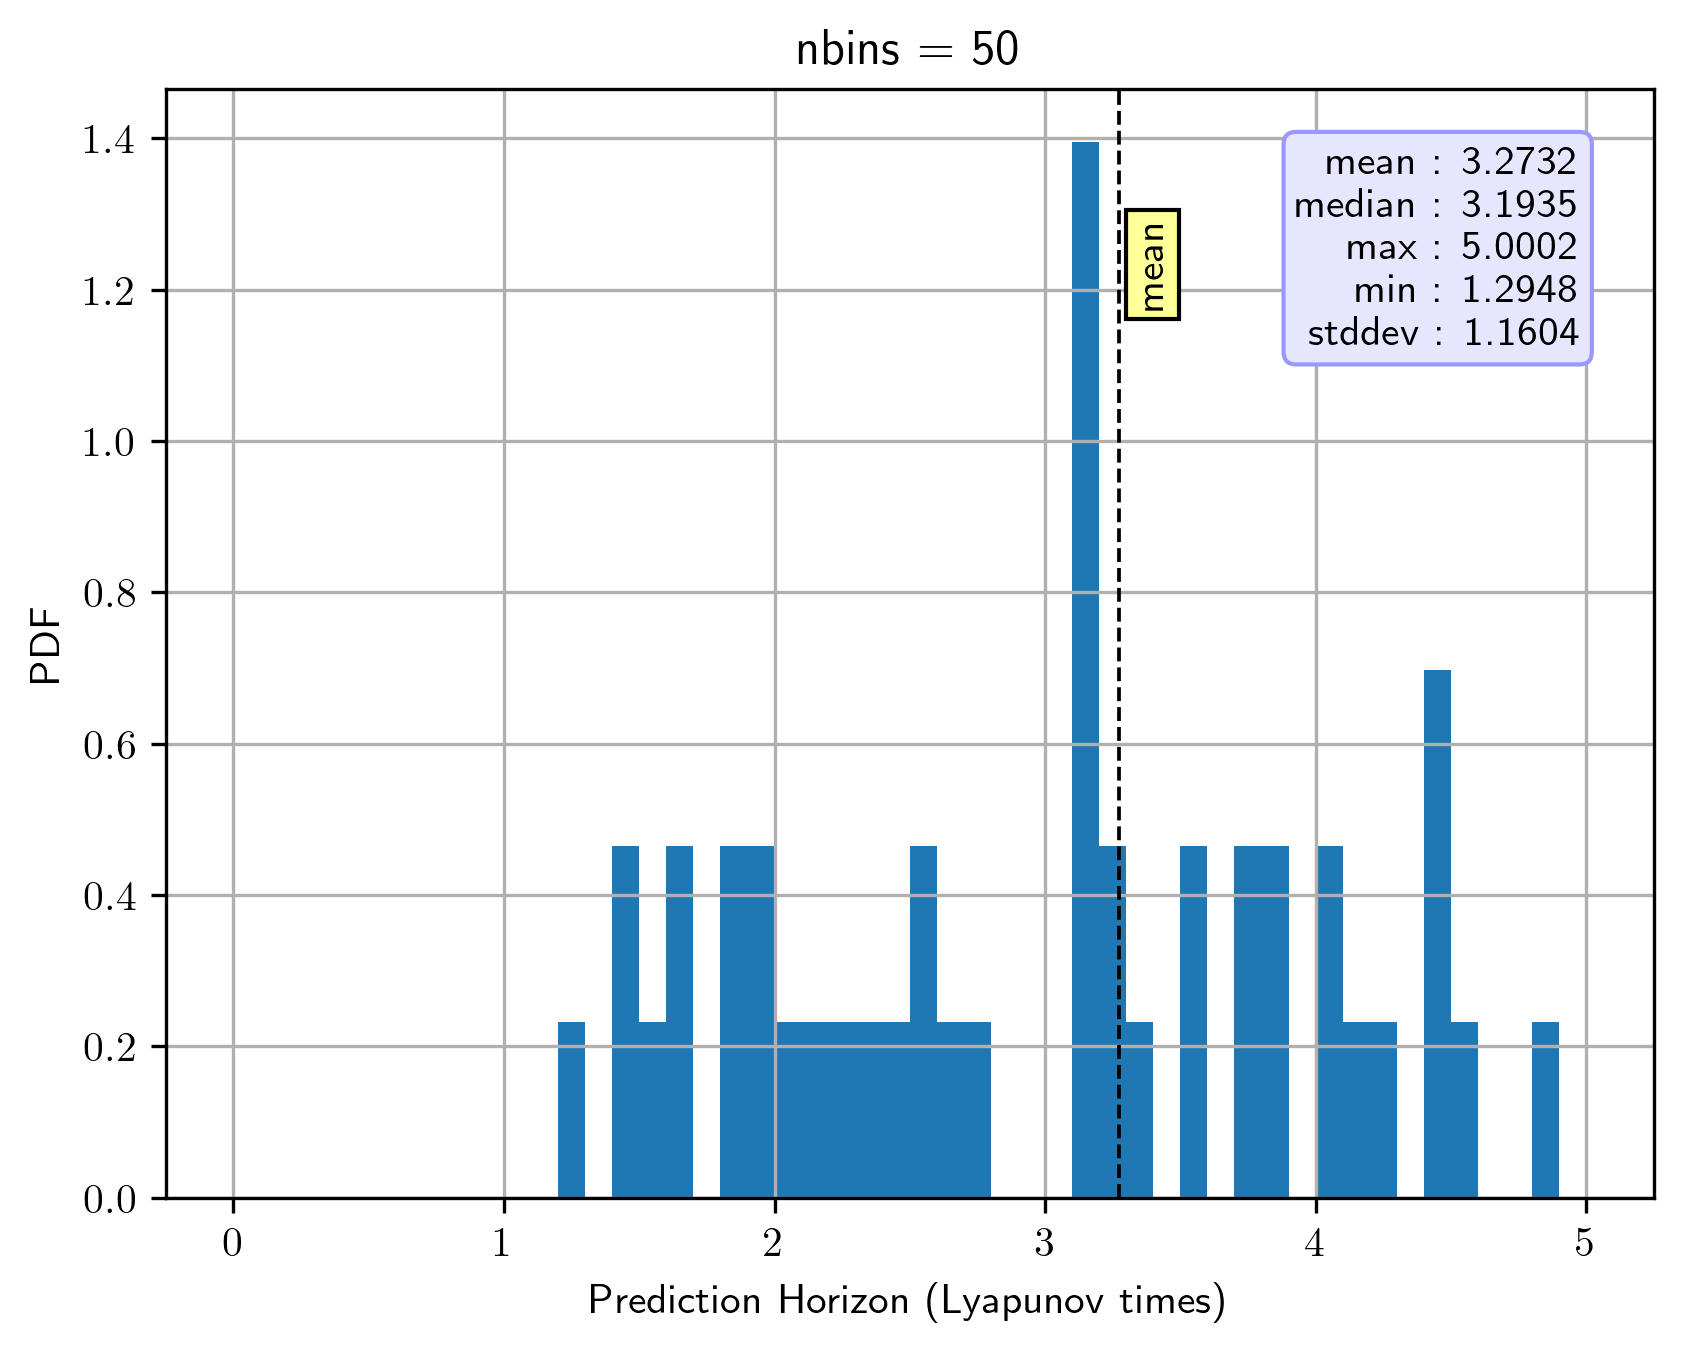 nbins = 50
1.4
1.2
1.0
0.8
0.6
0.4
0.2
0.0
PDF
mean
mean : 3.2732
median : 3.1935
max : 5.0002
min : 1.2948
stddev : 1.1604
0 1 2 3 4 5
Prediction Horizon (Lyapunov times)